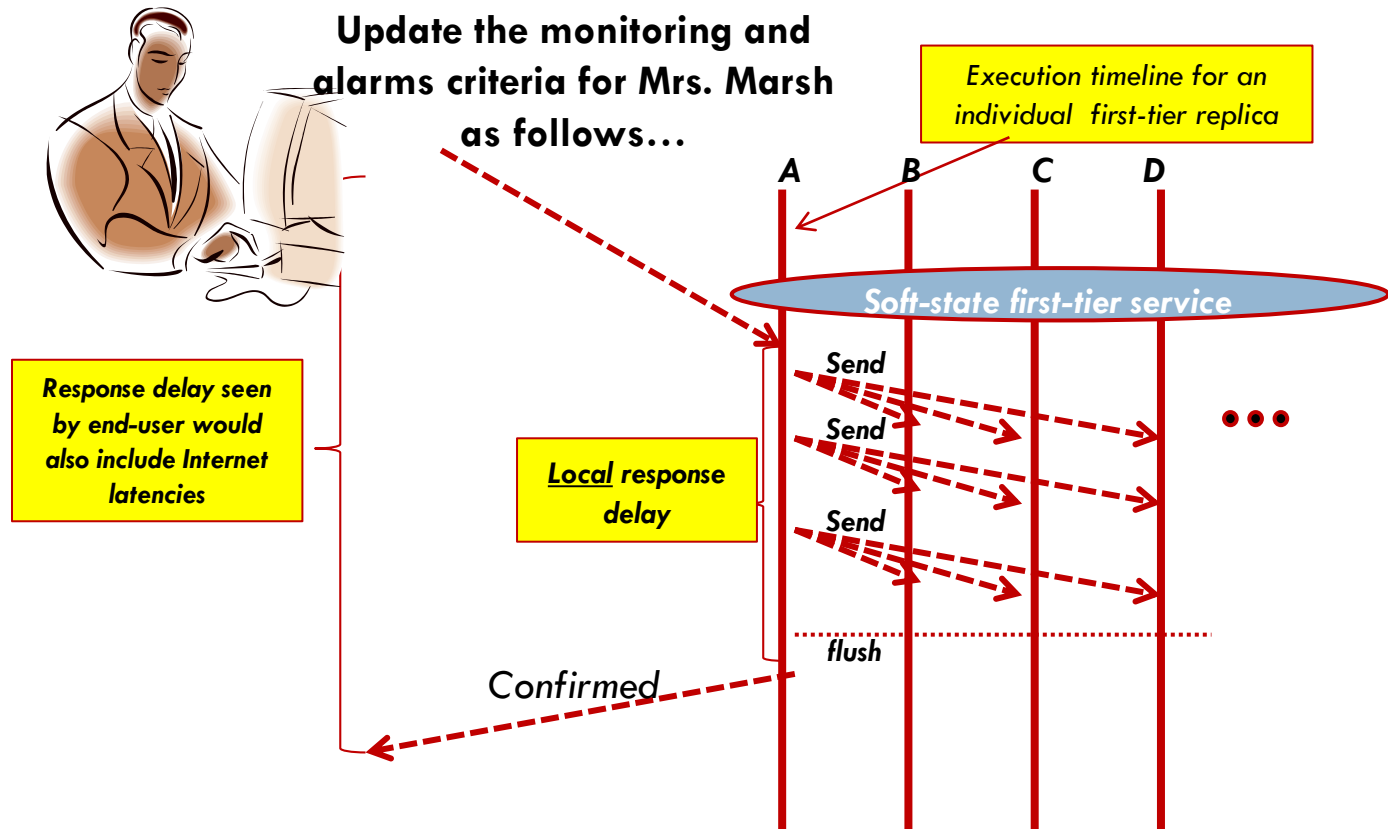 Update the monitoring and
alarms criteria for Mrs. Marsh
as follows…
Execution timeline for an
individual first-tier replica
A B C D
Soft-state first-tier service
Send
Response delay seen
by end-user would
also include Internet
latencies
Send
Local response
delay
Send
flush
Confirmed